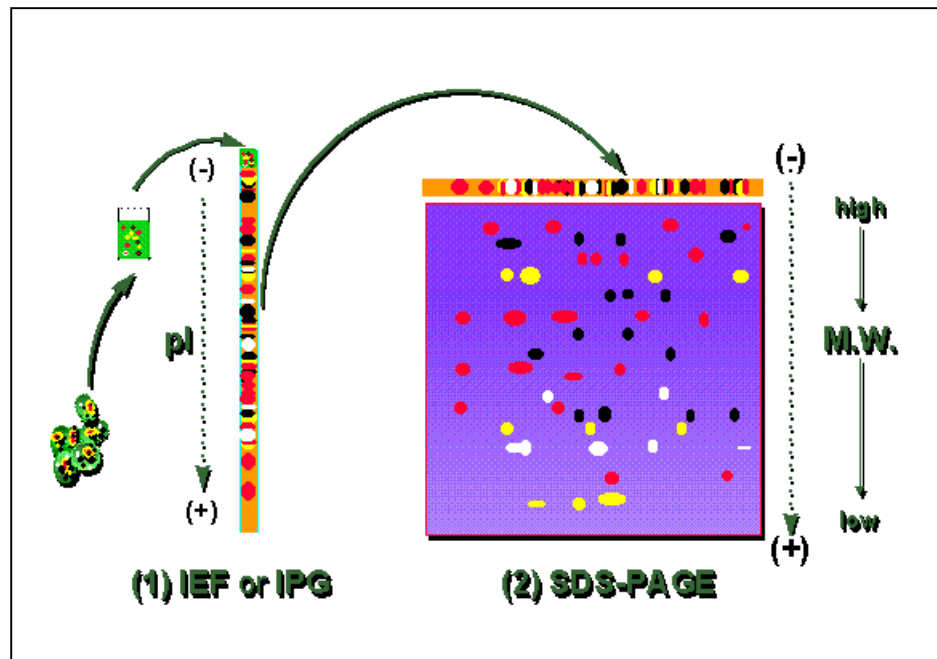 (-)
pI
(+)
(1) IEF or IPG
(-)
high
M.W.
low
(+)
(2) SDS-PAGE